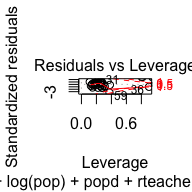 Residuals vs Leverage
Standardized residuals
-3
31
36
59
0.5
0.5
0.0 0.6
Leverage
log(pop) + popd + rteache